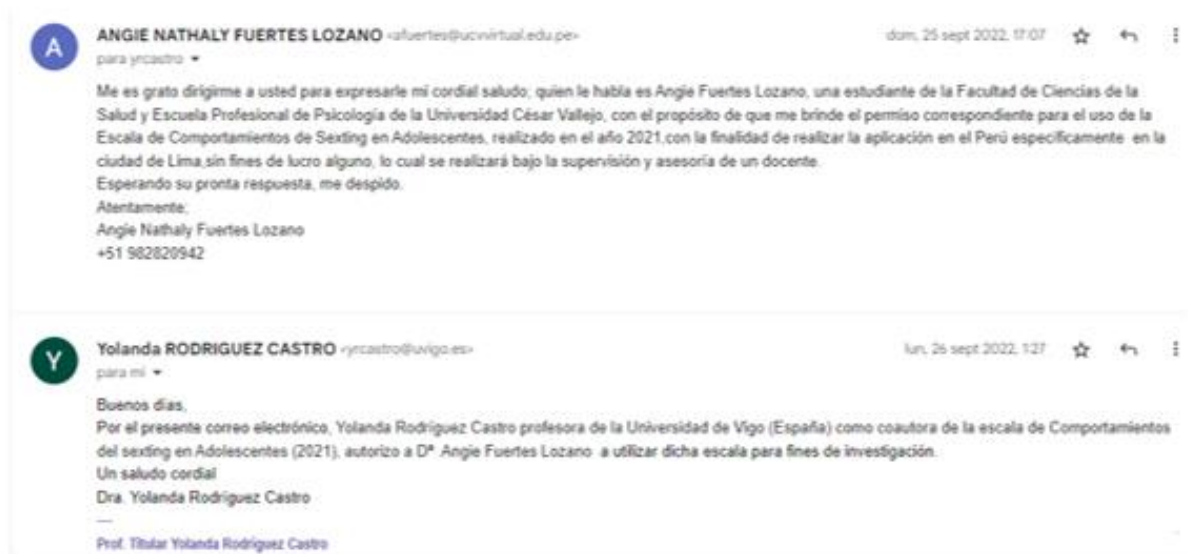 A
ANGIE NATHALY FUERTES LOZANO <afuertes@ucvvirtual.edu.pe>
dom, 25 sept 2022, 17:07
para yrcastro
Me es grato dirigirme a usted para expresarle mi cordial saludo; quien le habla es Angie Fuertes Lozano, una estudiante de la Facultad de Ciencias de la
Salud y Escuela Profesional de Psicología de la Universidad César Vallejo, con el propósito de que me brinde el permiso correspondiente para el uso de la
Escala de Comportamientos de Sexting en Adolescentes, realizado en el año 2021,con la finalidad de realizar la aplicación en el Perú específicamente en la
ciudad de Lima,sin fines de lucro alguno, lo cual se realizará bajo la supervisión y asesoría de un docente.
Esperando su pronta respuesta, me despido.
Atentamente;
Angie Nathaly Fuertes Lozano
+51 982820942
Y
Yolanda RODRIGUEZ CASTRO <yrcastro@uvigo.es>
lun, 26 sept 2022, 1:27
para mí
Buenos días,
Por el presente correo electrónico, Yolanda Rodríguez Castro profesora de la Universidad de Vigo (España) como coautora de la escala de Comportamientos
del sexting en Adolescentes (2021), autorizo a Dª Angie Fuertes Lozano a utilizar dicha escala para fines de investigación.
Un saludo cordial
Dra. Yolanda Rodríguez Castro
—
Prof. Titular Yolanda Rodríguez Castro